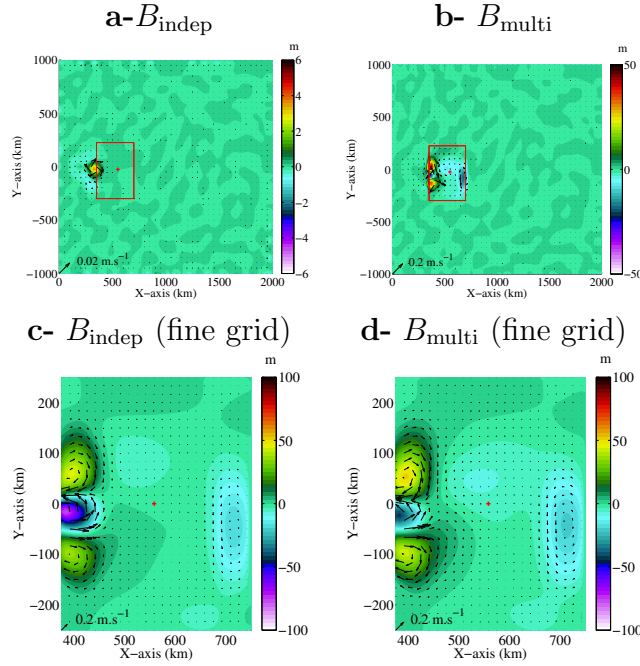 a- B_indep
b- B_multi
m
m
1000
500
0
−500
−1000
0
500
1000
1500
2000
6
4
2
0
−2
−4
−6
Y−axis (km)
X−axis (km)
0.02 m.s⁻¹
1000
500
0
−500
−1000
0
500
1000
1500
2000
50
0
−50
Y−axis (km)
X−axis (km)
0.2 m.s⁻¹
c- B_indep (fine grid)
d- B_multi (fine grid)
m
m
200
100
0
−100
−200
400
500
600
700
100
50
0
−50
−100
Y−axis (km)
X−axis (km)
0.2 m.s⁻¹
200
100
0
−100
−200
400
500
600
700
100
50
0
−50
−100
Y−axis (km)
X−axis (km)
0.2 m.s⁻¹